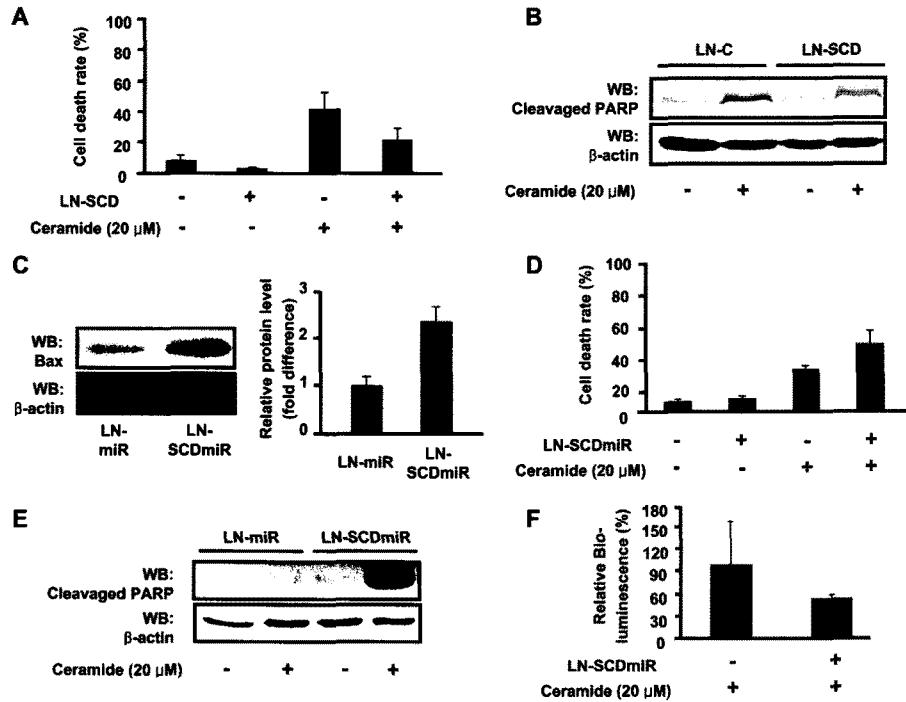 A
Cell death rate (%)
100
80
60
40
20
0
LN-SCD - + - +
Ceramide (20 µM) - - + +
B
LN-C LN-SCD
WB:
Cleavaged PARP
WB:
β-actin
Ceramide (20 µM) - + - +
C
WB:
Bax
WB:
β-actin
LN-
miR
LN-
SCDmiR
Relative protein level
(fold difference)
3
2
1
0
LN-miR
LN-
SCDmiR
D
Cell death rate (%)
100
80
60
40
20
0
LN-SCDmiR - + - +
Ceramide (20 µM) - - + +
E
LN-miR LN-SCDmiR
WB:
Cleavaged PARP
WB:
β-actin
Ceramide (20 µM) - + - +
F
Relative Bio-
luminescence (%)
180
150
120
90
60
30
0
LN-SCDmiR - +
Ceramide (20 µM) + +